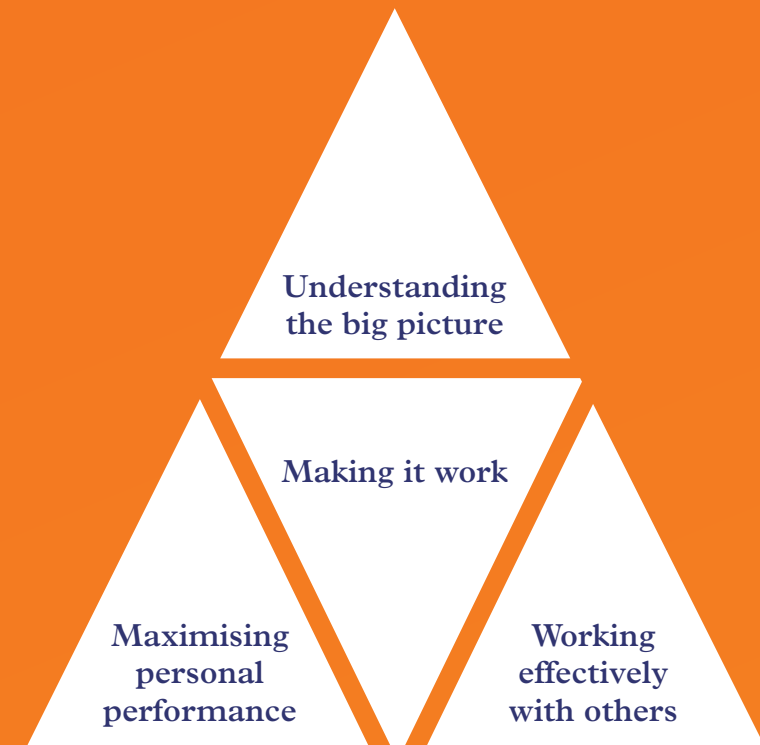 Understanding
the big picture
Making it work
Maximising
personal
performance
Working
effectively
with others